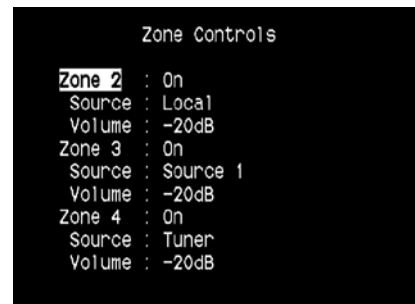 Zone Controls
Zone 2 : On
Source : Local
Volume : -20dB
Zone 3 : On
Source : Source 1
Volume : -20dB
Zone 4 : On
Source : Tuner
Volume : -20dB